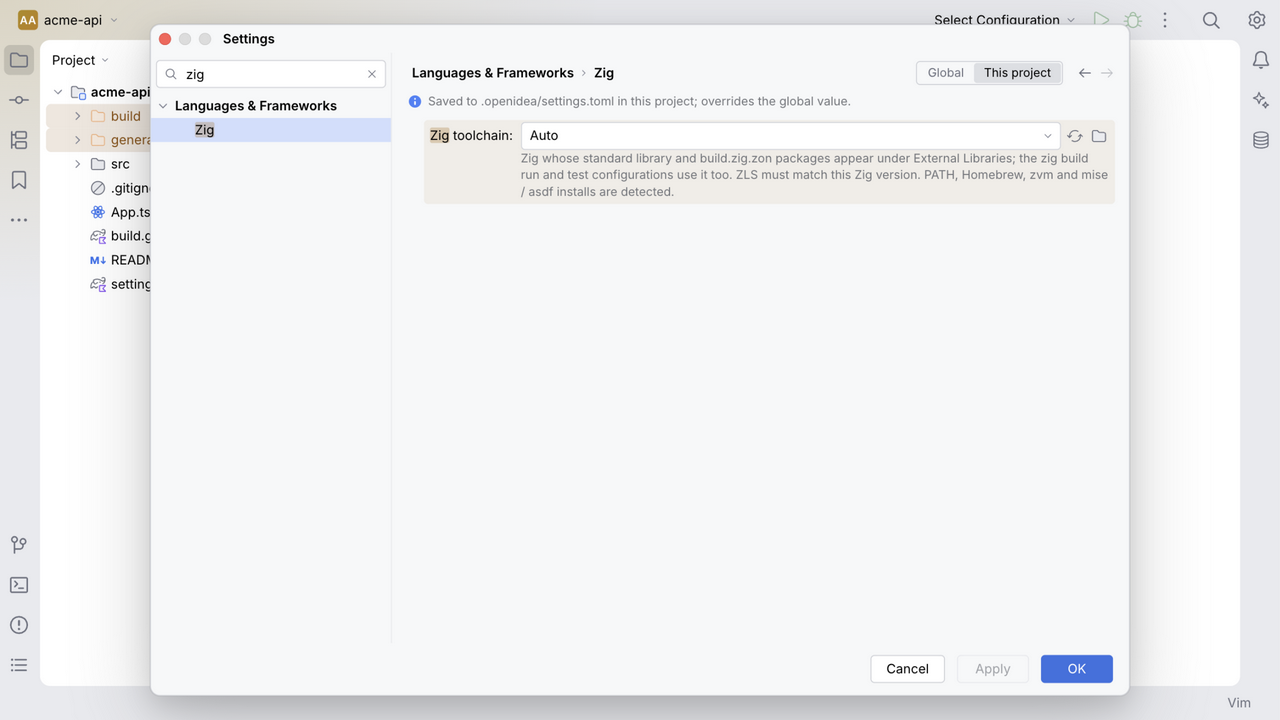 AA acme-api
Select Configuration
Settings
Project
zig
Languages & Frameworks › Zig
Global
This project
acme-api
Languages & Frameworks
Saved to .openidea/settings.toml in this project; overrides the global value.
build
Zig
Zig toolchain:
Auto
Zig whose standard library and build.zig.zon packages appear under External Libraries; the zig build
run and test configurations use it too. ZLS must match this Zig version. PATH, Homebrew, zvm and mise
/ asdf installs are detected.
genera
src
.gitign
App.ts
build.g
M↓ READM
setting
Cancel
Apply
OK
Vim